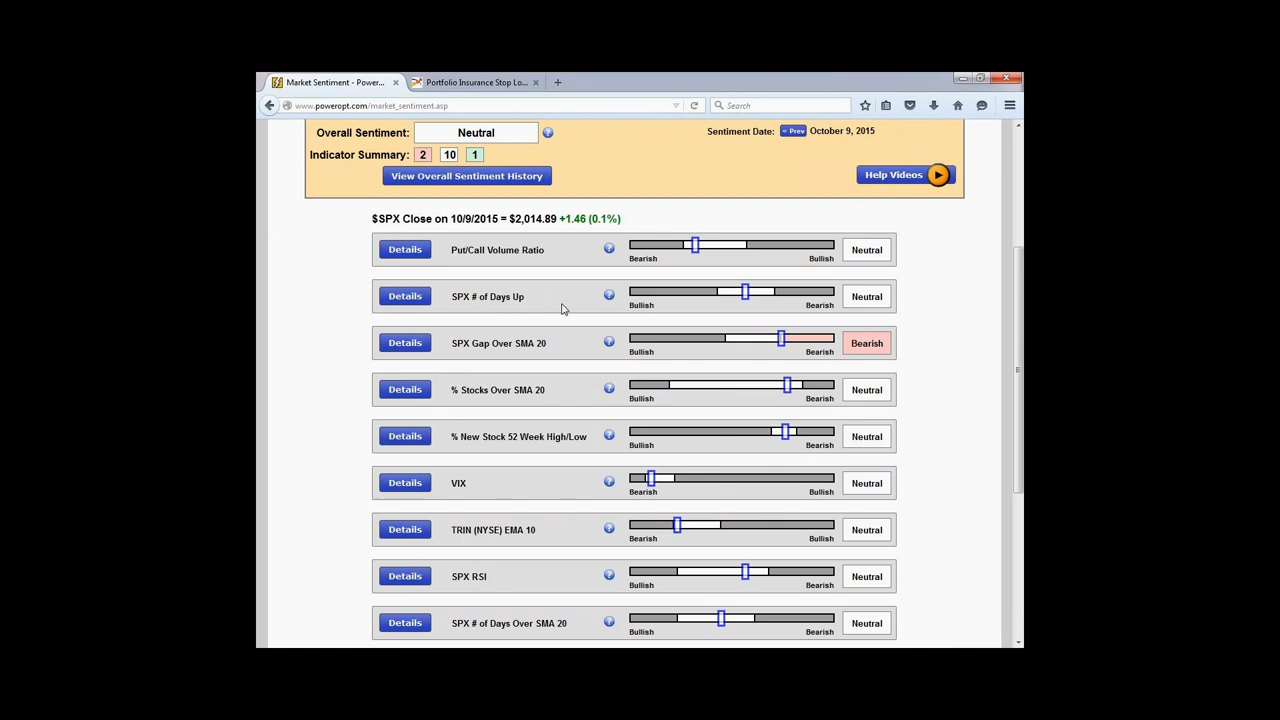 Market Sentiment - Power...
Portfolio Insurance Stop Lo...
www.poweropt.com/market_sentiment.asp
Search
Overall Sentiment: Neutral
Sentiment Date: « Prev October 9, 2015
Indicator Summary: 2 10 1
View Overall Sentiment History
Help Videos
$SPX Close on 10/9/2015 = $2,014.89 +1.46 (0.1%)
Details Put/Call Volume Ratio ? Neutral
Bearish Bullish
Details SPX # of Days Up ? Neutral
Bullish Bearish
Details SPX Gap Over SMA 20 ? Bearish
Bullish Bearish
Details % Stocks Over SMA 20 ? Neutral
Bullish Bearish
Details % New Stock 52 Week High/Low ? Neutral
Bullish Bearish
Details VIX ? Neutral
Bearish Bullish
Details TRIN (NYSE) EMA 10 ? Neutral
Bearish Bullish
Details SPX RSI ? Neutral
Bullish Bearish
Details SPX # of Days Over SMA 20 ? Neutral
Bullish Bearish